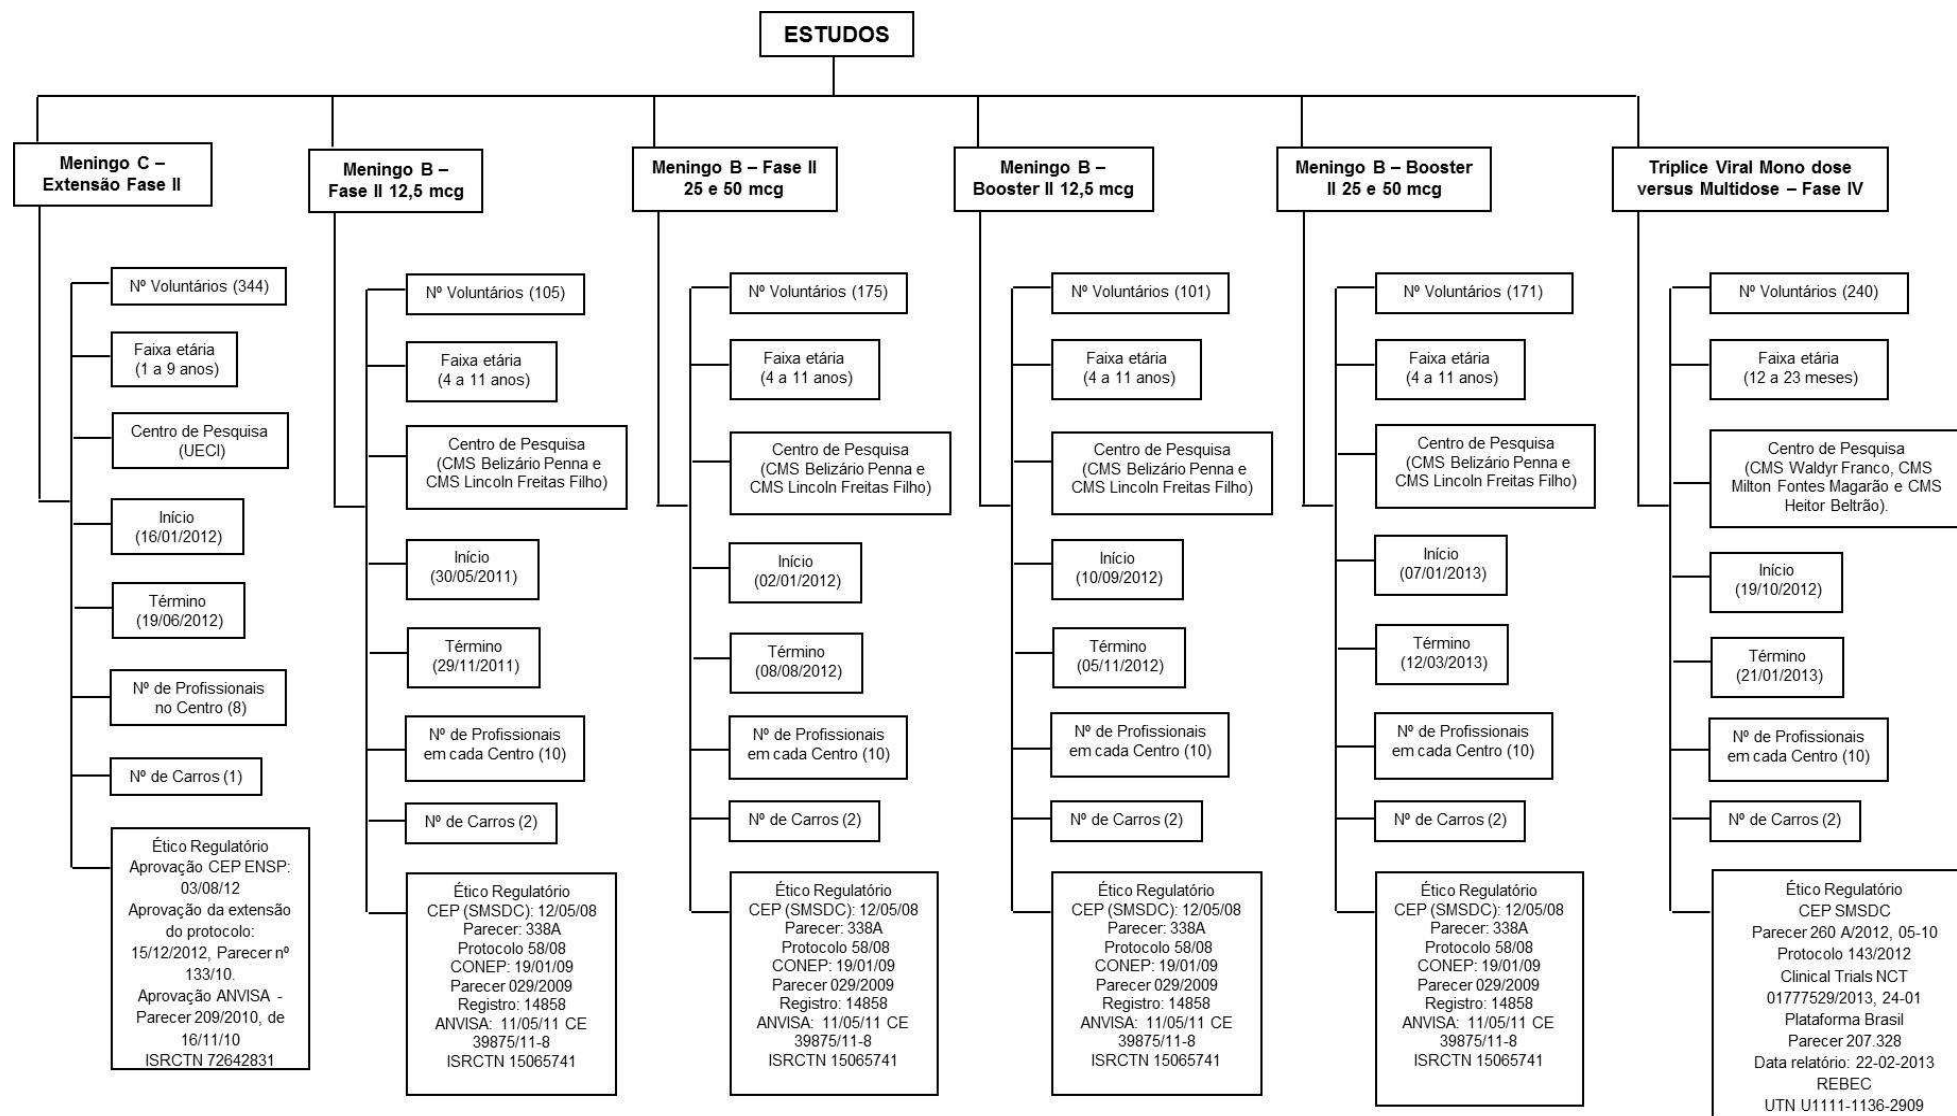 ESTUDOS
Meningo C –
Extensão Fase II
Nº Voluntários (344)
Faixa etária
(1 a 9 anos)
Centro de Pesquisa
(UECI)
Início
(16/01/2012)
Término
(19/06/2012)
Nº de Profissionais
no Centro (8)
Nº de Carros (1)
Ético Regulatório
Aprovação CEP ENSP:
03/08/12
Aprovação da extensão
do protocolo:
15/12/2012, Parecer nº
133/10.
Aprovação ANVISA -
Parecer 209/2010, de
16/11/10
ISRCTN 72642831
Meningo B –
Fase II 12,5 mcg
Nº Voluntários (105)
Faixa etária
(4 a 11 anos)
Centro de Pesquisa
(CMS Belizário Penna e
CMS Lincoln Freitas Filho)
Início
(30/05/2011)
Término
(29/11/2011)
Nº de Profissionais
em cada Centro (10)
Nº de Carros (2)
Ético Regulatório
CEP (SMSDC): 12/05/08
Parecer: 338A
Protocolo 58/08
CONEP: 19/01/09
Parecer 029/2009
Registro: 14858
ANVISA: 11/05/11 CE
39875/11-8
ISRCTN 15065741
Meningo B – Fase II
25 e 50 mcg
Nº Voluntários (175)
Faixa etária
(4 a 11 anos)
Centro de Pesquisa
(CMS Belizário Penna e
CMS Lincoln Freitas Filho)
Início
(02/01/2012)
Término
(08/08/2012)
Nº de Profissionais
em cada Centro (10)
Nº de Carros (2)
Ético Regulatório
CEP (SMSDC): 12/05/08
Parecer: 338A
Protocolo 58/08
CONEP: 19/01/09
Parecer 029/2009
Registro: 14858
ANVISA: 11/05/11 CE
39875/11-8
ISRCTN 15065741
Meningo B –
Booster II 12,5 mcg
Nº Voluntários (101)
Faixa etária
(4 a 11 anos)
Centro de Pesquisa
(CMS Belizário Penna e
CMS Lincoln Freitas Filho)
Início
(10/09/2012)
Término
(05/11/2012)
Nº de Profissionais
em cada Centro (10)
Nº de Carros (2)
Ético Regulatório
CEP (SMSDC): 12/05/08
Parecer: 338A
Protocolo 58/08
CONEP: 19/01/09
Parecer 029/2009
Registro: 14858
ANVISA: 11/05/11 CE
39875/11-8
ISRCTN 15065741
Meningo B – Booster
II 25 e 50 mcg
Nº Voluntários (171)
Faixa etária
(4 a 11 anos)
Centro de Pesquisa
(CMS Belizário Penna e
CMS Lincoln Freitas Filho)
Início
(07/01/2013)
Término
(12/03/2013)
Nº de Profissionais
em cada Centro (10)
Nº de Carros (2)
Ético Regulatório
CEP (SMSDC): 12/05/08
Parecer: 338A
Protocolo 58/08
CONEP: 19/01/09
Parecer 029/2009
Registro: 14858
ANVISA: 11/05/11 CE
39875/11-8
ISRCTN 15065741
Tríplice Viral Mono dose
versus Multidose – Fase IV
Nº Voluntários (240)
Faixa etária
(12 a 23 meses)
Centro de Pesquisa
(CMS Waldyr Franco, CMS
Milton Fontes Magarão e CMS
Heitor Beltrão).
Início
(19/10/2012)
Término
(21/01/2013)
Nº de Profissionais
em cada Centro (10)
Nº de Carros (2)
Ético Regulatório
CEP SMSDC
Parecer 260 A/2012, 05-10
Protocolo 143/2012
Clinical Trials NCT
01777529/2013, 24-01
Plataforma Brasil
Parecer 207.328
Data relatório: 22-02-2013
REBEC
UTN U1111-1136-2909